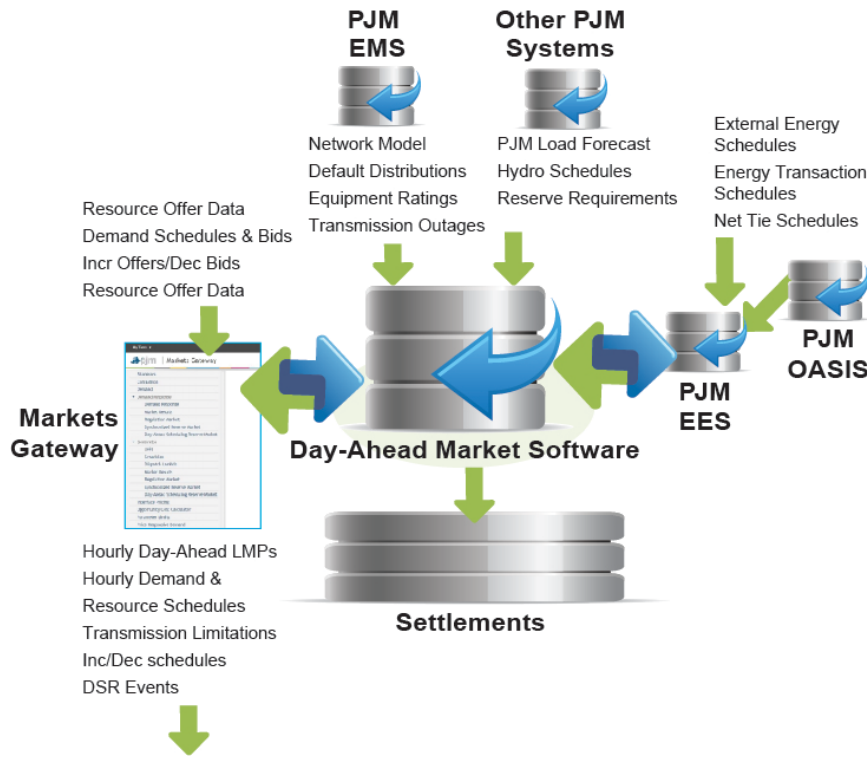 PJM
EMS
Other PJM
Systems
Network Model
Default Distributions
Equipment Ratings
Transmission Outages
PJM Load Forecast
Hydro Schedules
Reserve Requirements
External Energy
Schedules
Energy Transaction
Schedules
Net Tie Schedules
Resource Offer Data
Demand Schedules & Bids
Incr Offers/Dec Bids
Resource Offer Data
pjm | Markets Gateway
Markets
Gateway
Day-Ahead Market Software
PJM
EES
PJM
OASIS
Hourly Day-Ahead LMPs
Hourly Demand &
Resource Schedules
Transmission Limitations
Inc/Dec schedules
DSR Events
Settlements